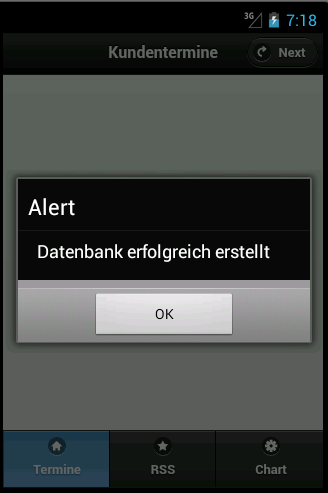 3G 7:18
Kundentermine Next
Alert
Datenbank erfolgreich erstellt
OK
Termine RSS Chart